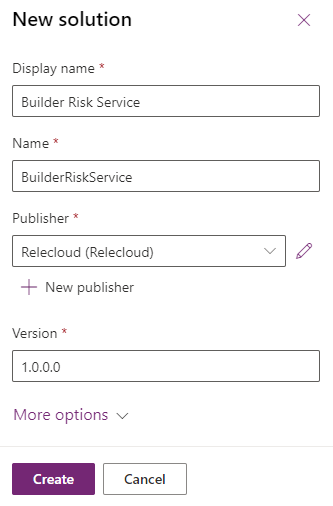 New solution
Display name *
Builder Risk Service
Name *
BuilderRiskService
Publisher *
Relecloud (Relecloud)
New publisher
Version *
1.0.0.0
More options
Create Cancel